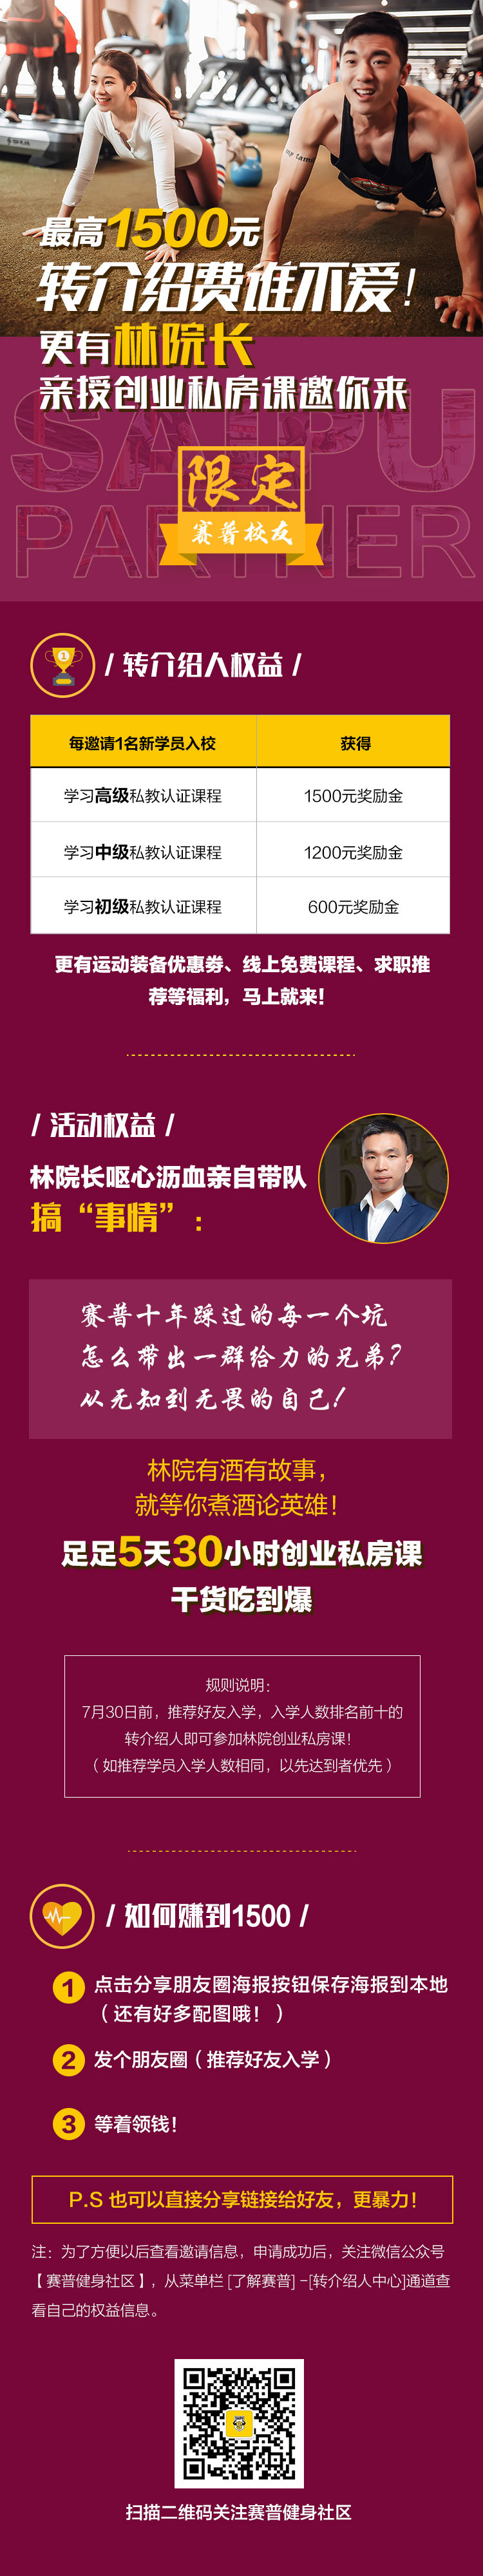 最高1500元
转介绍费谁不爱！
更有林院长
亲授创业私房课邀你来
SAIPU
PARTNER
限定
赛普校友
/ 转介绍人权益 /
每邀请1名新学员入校 获得
学习高级私教认证课程 1500元奖励金
学习中级私教认证课程 1200元奖励金
学习初级私教认证课程 600元奖励金
更有运动装备优惠券、线上免费课程、求职推
荐等福利，马上就来！
/ 活动权益 /
林院长呕心沥血亲自带队
搞“事情”：
赛普十年踩过的每一个坑
怎么带出一群给力的兄弟？
从无知到无畏的自己！
林院有酒有故事，
就等你煮酒论英雄！
足足5天30小时创业私房课
干货吃到爆
规则说明：
7月30日前，推荐好友入学，入学人数排名前十的
转介绍人即可参加林院创业私房课！
（如推荐学员入学人数相同，以先达到者优先）
/ 如何赚到1500 /
1 点击分享朋友圈海报按钮保存海报到本地
（还有好多配图哦！）
2 发个朋友圈（推荐好友入学）
3 等着领钱！
P.S 也可以直接分享链接给好友，更暴力！
注：为了方便以后查看邀请信息，申请成功后，关注微信公众号
【赛普健身社区】，从菜单栏 [了解赛普] -[转介绍人中心]通道查
看自己的权益信息。
扫描二维码关注赛普健身社区